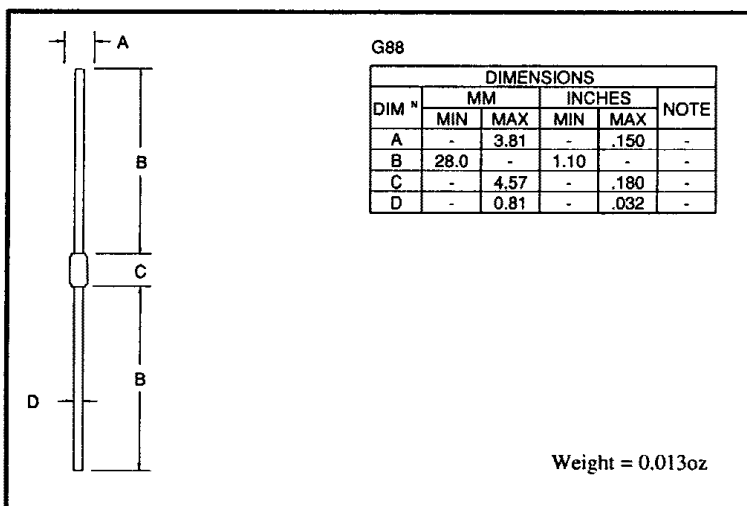 A
G88
DIMENSIONS
DIM N MM INCHES NOTE
MIN MAX MIN MAX
A - 3.81 - .150 -
B 28.0 - 1.10 - -
C - 4.57 - .180 -
D - 0.81 - .032 -
B
C
B
D
Weight = 0.013oz